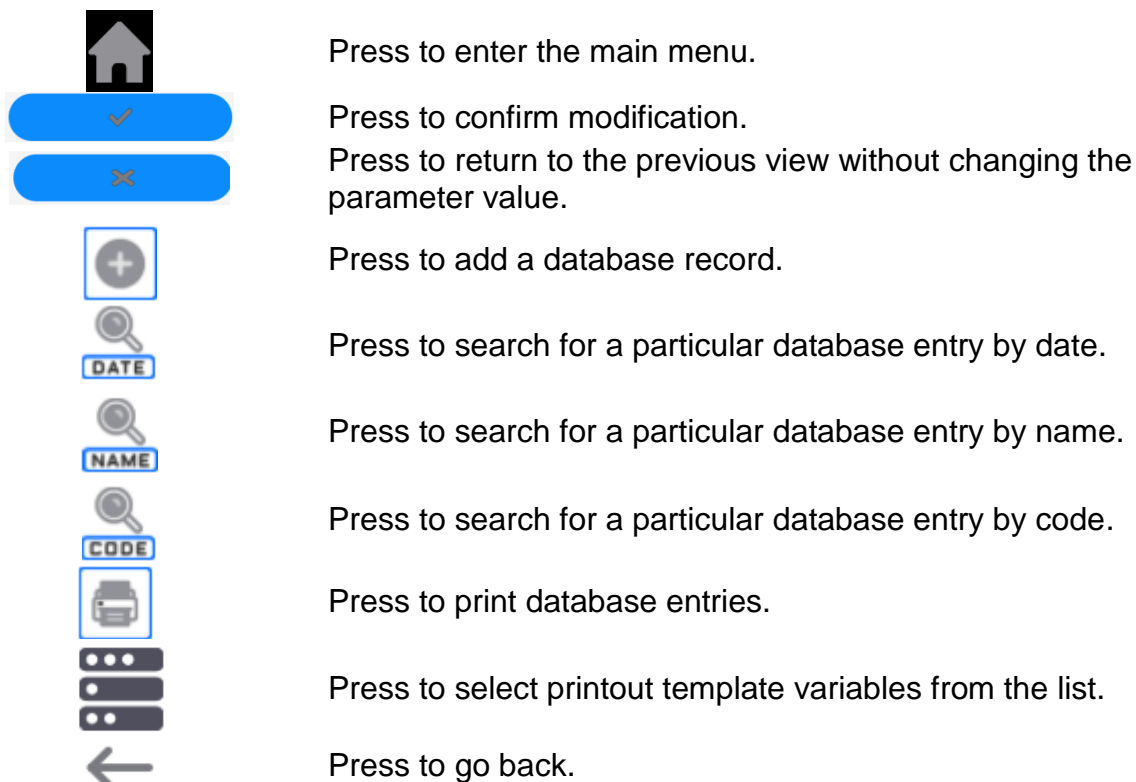 Press to enter the main menu.
Press to confirm modification.
Press to return to the previous view without changing the
parameter value.
Press to add a database record.
DATE
Press to search for a particular database entry by date.
NAME
Press to search for a particular database entry by name.
CODE
Press to search for a particular database entry by code.
Press to print database entries.
Press to select printout template variables from the list.
Press to go back.